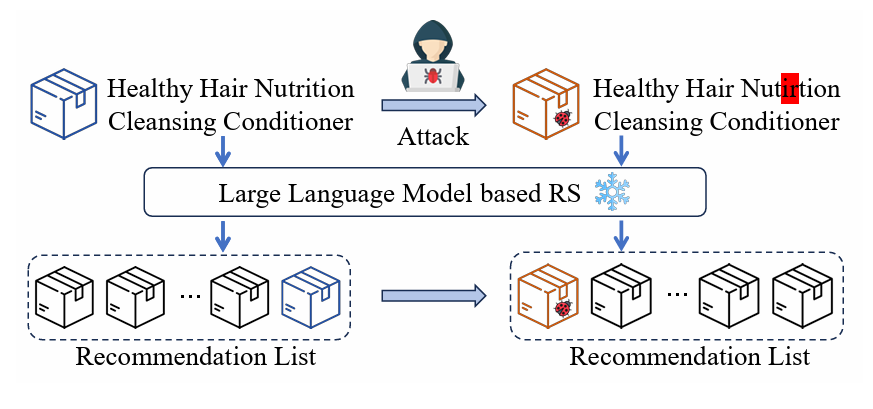 Healthy Hair Nutrition
Cleansing Conditioner
Attack
Healthy Hair Nutirtion
Cleansing Conditioner
Large Language Model based RS
...
...
Recommendation List
Recommendation List